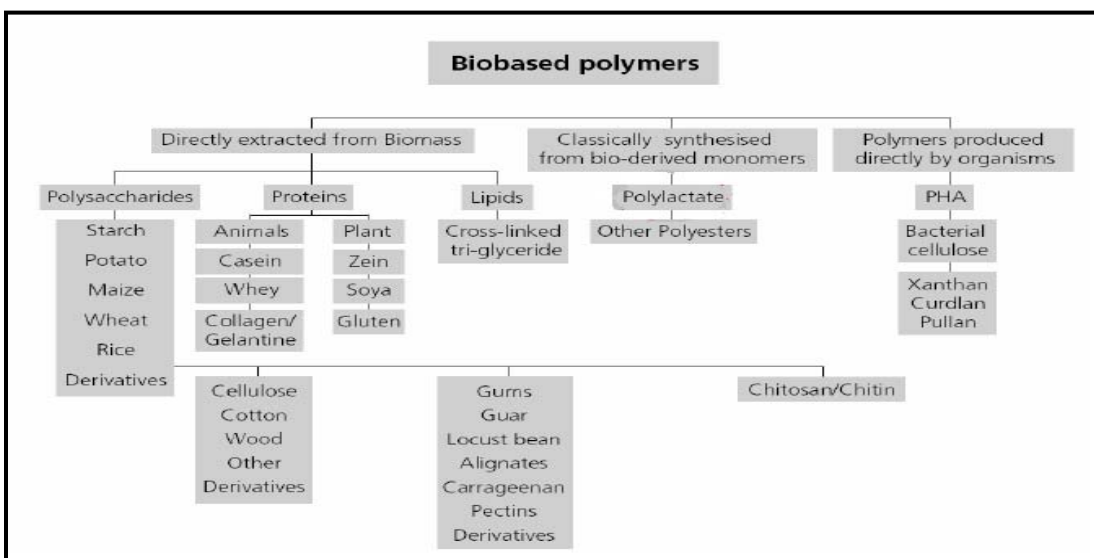 Biobased polymers
Directly extracted from Biomass
Classically synthesised
from bio-derived monomers
Polymers produced
directly by organisms
Polysaccharides
Proteins
Lipids
Polylactate
PHA
Starch
Potato
Maize
Wheat
Rice
Derivatives
Animals
Casein
Whey
Collagen/
Gelantine
Plant
Zein
Soya
Gluten
Cross-linked
tri-glyceride
Other Polyesters
Bacterial
cellulose
Xanthan
Curdlan
Pullan
Cellulose
Cotton
Wood
Other
Derivatives
Gums
Guar
Locust bean
Alignates
Carrageenan
Pectins
Derivatives
Chitosan/Chitin